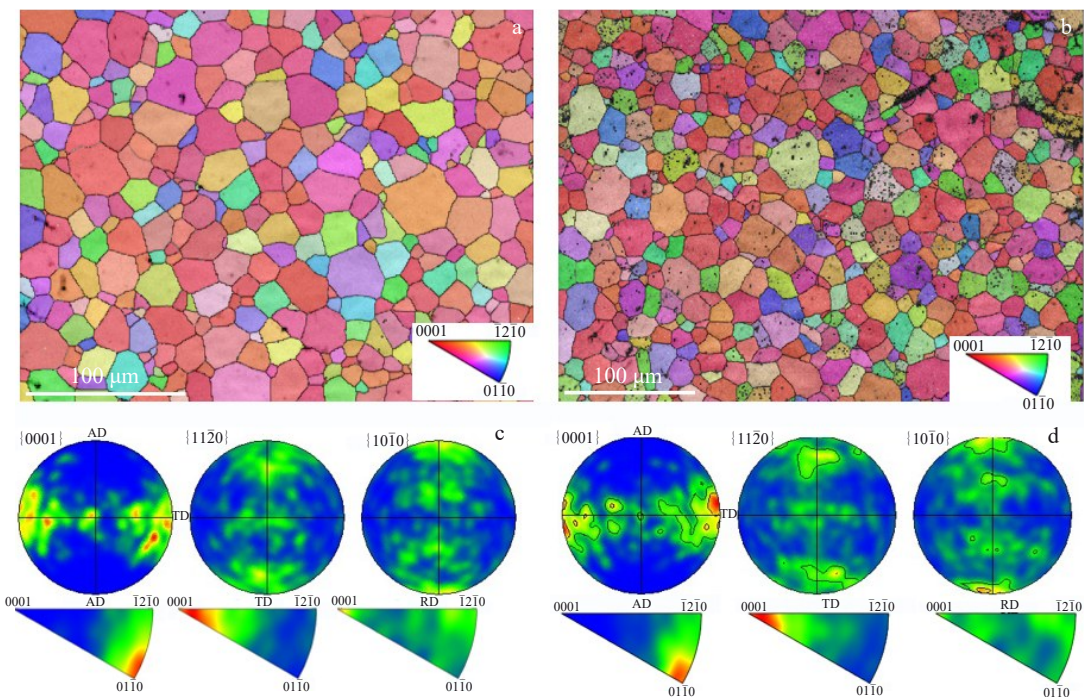 a
0001 1̅21̅0
011̅0
100 μm
b
0001 1̅21̅0
011̅0
100 μm
{0001} AD {112̅0} {101̅0} c
TD
0001 AD 1̅21̅0 0001 TD 1̅21̅0 0001 RD 1̅21̅0
011̅0 011̅0 011̅0
{0001} AD {112̅0} {101̅0} d
TD
0001 AD 1̅21̅0 0001 TD 1̅21̅0 0001 RD 1̅21̅0
011̅0 011̅0 011̅0